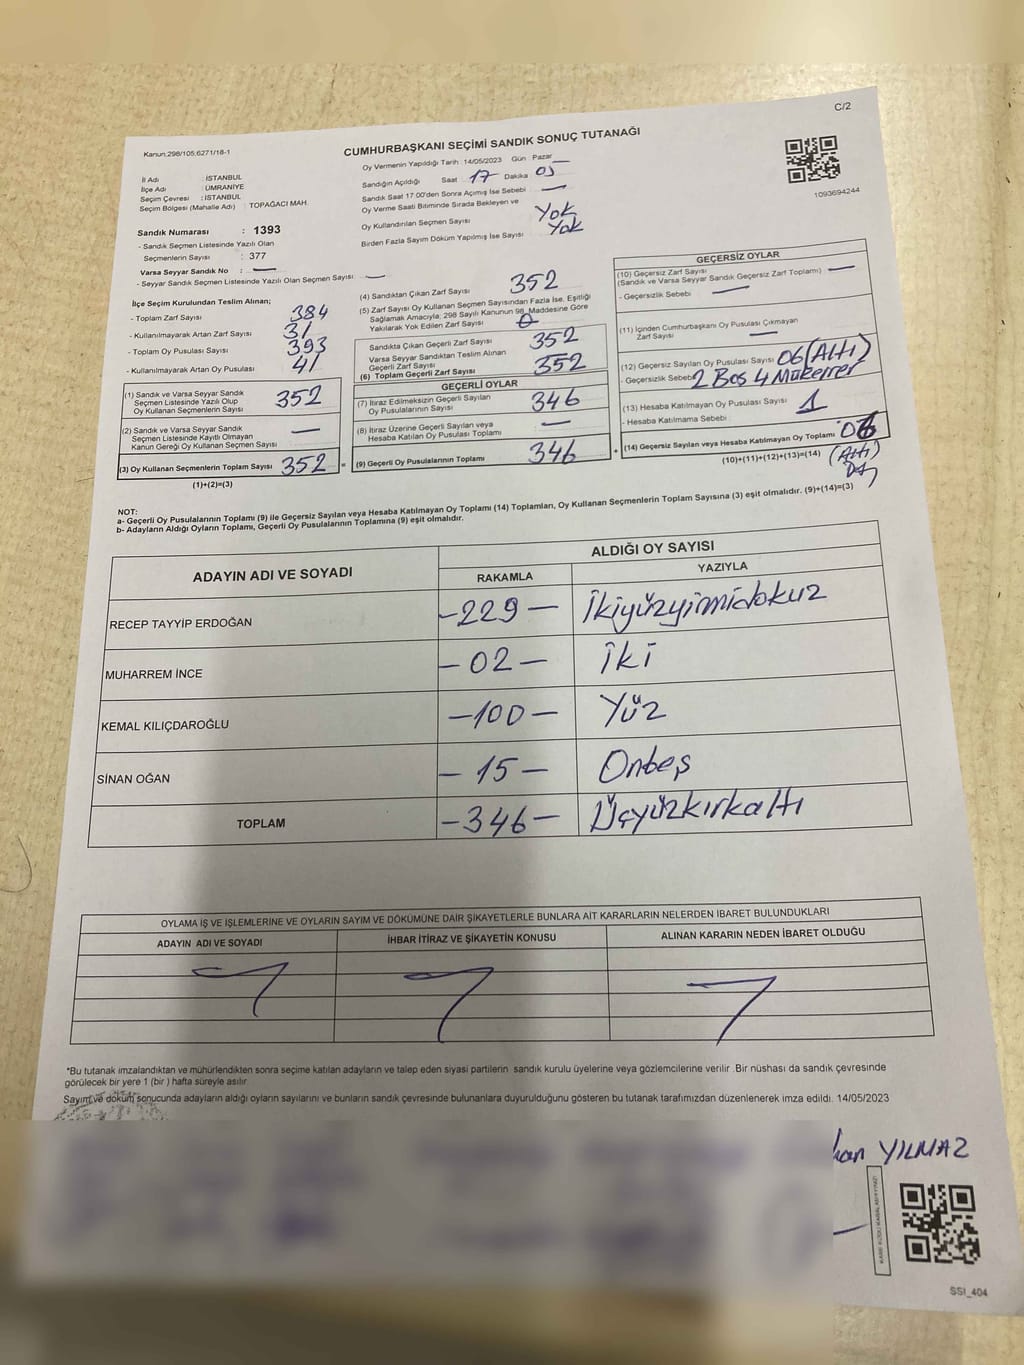 C/2
Kanun;298/105;6271/18-1
CUMHURBAŞKANI SEÇİMİ SANDIK SONUÇ TUTANAĞI
Oy Vermenin Yapıldığı Tarih : 14/05/2023 Gün : Pazar
Sandığın Açıldığı Saat 17 Dakika 05
Sandık Saat 17:00'den Sonra Açımış İse Sebebi —
Oy Verme Saati Bitiminde Sırada Bekleyen ve
Oy Kullandırılan Seçmen Sayısı Yok
Birden Fazla Sayım Döküm Yapılmış İse Sayısı Yok
1093694244
İl Adı : İSTANBUL
İlçe Adı : ÜMRANİYE
Seçim Çevresi : İSTANBUL
Seçim Bölgesi (Mahalle Adı) : TOPAĞACI MAH.
Sandık Numarası : 1393
- Sandık Seçmen Listesinde Yazılı Olan
Seçmenlerin Sayısı : 377
Varsa Seyyar Sandık No : —
- Seyyar Sandık Seçmen Listesinde Yazılı Olan Seçmen Sayısı —
İlçe Seçim Kurulundan Teslim Alınan;
- Toplam Zarf Sayısı 384
- Kullanılmayarak Artan Zarf Sayısı 31
- Toplam Oy Pusulası Sayısı 393
- Kullanılmayarak Artan Oy Pusulası 41
(1) Sandık ve Varsa Seyyar Sandık
Seçmen Listesinde Yazılı Olup
Oy Kullanan Seçmenlerin Sayısı 352
(2) Varsa Seyyar Sandık ve Sandık
Seçmen Listesinde Kayıtlı Olmayan
Kanun Gereği Oy Kullanan Seçmen Sayısı —
(3) Oy Kullanan Seçmenlerin Toplam Sayısı 352 =
(1)+(2)=(3)
(4) Sandıktan Çıkan Zarf Sayısı 352
(5) Zarf Sayısı Oy Kullanan Seçmen Sayısından Fazla İse, Eşitliği
Sağlamak Amacıyla, 298 Sayılı Kanunun 98. Maddesine Göre
Yakılarak Yok Edilen Zarf Sayısı 0
Sandıkta Çıkan Geçerli Zarf Sayısı 352
Varsa Seyyar Sandıktan Teslim Alınan
Geçerli Zarf Sayısı
(6) Toplam Geçerli Zarf Sayısı 352
GEÇERLİ OYLAR
(7) İtiraz Edilmeksizin Geçerli Sayılan
Oy Pusulalarının Sayısı 346
(8) İtiraz Üzerine Geçerli Sayılan veya
Hesaba Katılan Oy Pusulası Toplamı —
(9) Geçerli Oy Pusulalarının Toplamı 346 +
GEÇERSİZ OYLAR
(10) Geçersiz Zarf Sayısı
(Sandık ve Varsa Seyyar Sandık Geçersiz Zarf Toplamı) —
- Geçersizlik Sebebi —
(11) İçinden Cumhurbaşkanı Oy Pusulası Çıkmayan
Zarf Sayısı —
(12) Geçersiz Sayılan Oy Pusulası Sayısı 06 (Altı)
- Geçersizlik Sebebi 2 Boş 4 Mükerrer
(13) Hesaba Katılmayan Oy Pusulası Sayısı 1
- Hesaba Katılmama Sebebi
(14) Geçersiz Sayılan veya Hesaba Katılmayan Oy Toplamı 06
(10)+(11)+(12)+(13)=(14) (Altı)
NOT:
a- Geçerli Oy Pusulalarının Toplamı (9) ile Geçersiz Sayılan veya Hesaba Katılmayan Oy Toplamı (14) Toplamları, Oy Kullanan Seçmenlerin Toplam Sayısına (3) eşit olmalıdır. (9)+(14)=(3)
b- Adayların Aldığı Oyların Toplamı, Geçerli Oy Pusulalarının Toplamına (9) eşit olmalıdır.
ADAYIN ADI VE SOYADI ALDIĞI OY SAYISI
RAKAMLA YAZIYLA
RECEP TAYYİP ERDOĞAN -229- İkiyüzyirmidokuz
MUHARREM İNCE -02- İki
KEMAL KILIÇDAROĞLU -100- Yüz
SİNAN OĞAN -15- Onbeş
TOPLAM -346- Üçyüzkırkaltı
OYLAMA İŞ VE İŞLEMLERİNE VE OYLARIN SAYIM VE DÖKÜMÜNE DAİR ŞİKAYETLERLE BUNLARA AİT KARARLARIN NELERDEN İBARET BULUNDUKLARI
ADAYIN ADI VE SOYADI İHBAR İTİRAZ VE ŞİKAYETİN KONUSU ALINAN KARARIN NEDEN İBARET OLDUĞU
*Bu tutanak imzalandıktan ve mühürlendikten sonra seçime katılan adayların ve talep eden siyasi partilerin sandık kurulu üyelerine veya gözlemcilerine verilir .Bir nüshası da sandık çevresinde
görülecek bir yere 1 (bir ) hafta süreyle asılır.
Sayım ve döküm sonucunda adayların aldığı oyların sayılarını ve bunların sandık çevresinde bulunanlara duyurulduğunu gösteren bu tutanak tarafımızdan düzenlenerek imza edildi. 14/05/2023
YILMAZ
SSI_404